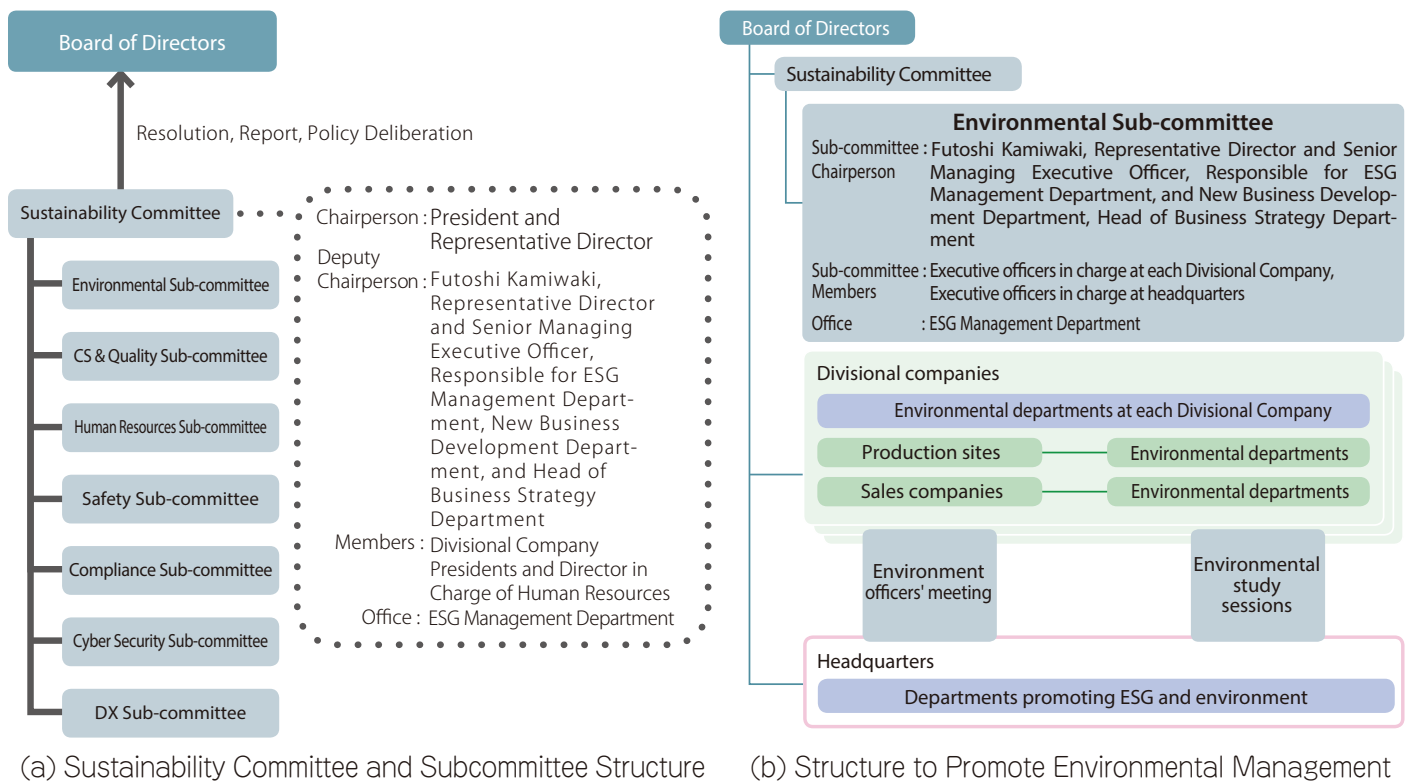 Board of Directors
Resolution, Report, Policy Deliberation
Sustainability Committee
Environmental Sub-committee
CS & Quality Sub-committee
Human Resources Sub-committee
Safety Sub-committee
Compliance Sub-committee
Cyber Security Sub-committee
DX Sub-committee
Chairperson : President and
Representative Director
Deputy
Chairperson : Futoshi Kamiwaki,
Representative Director
and Senior Managing
Executive Officer,
Responsible for ESG
Management Depart-
ment, New Business
Development Depart-
ment, and Head of
Business Strategy
Department
Members : Divisional Company
Presidents and Director in
Charge of Human Resources
Office : ESG Management Department
(a) Sustainability Committee and Subcommittee Structure
Board of Directors
Sustainability Committee
Environmental Sub-committee
Sub-committee : Futoshi Kamiwaki, Representative Director and Senior
Chairperson Managing Executive Officer, Responsible for ESG
Management Department, and New Business Develop-
ment Department, Head of Business Strategy Depart-
ment
Sub-committee : Executive officers in charge at each Divisional Company,
Members Executive officers in charge at headquarters
Office : ESG Management Department
Divisional companies
Environmental departments at each Divisional Company
Production sites Environmental departments
Sales companies Environmental departments
Environment
officers' meeting
Environmental
study
sessions
Headquarters
Departments promoting ESG and environment
(b) Structure to Promote Environmental Management